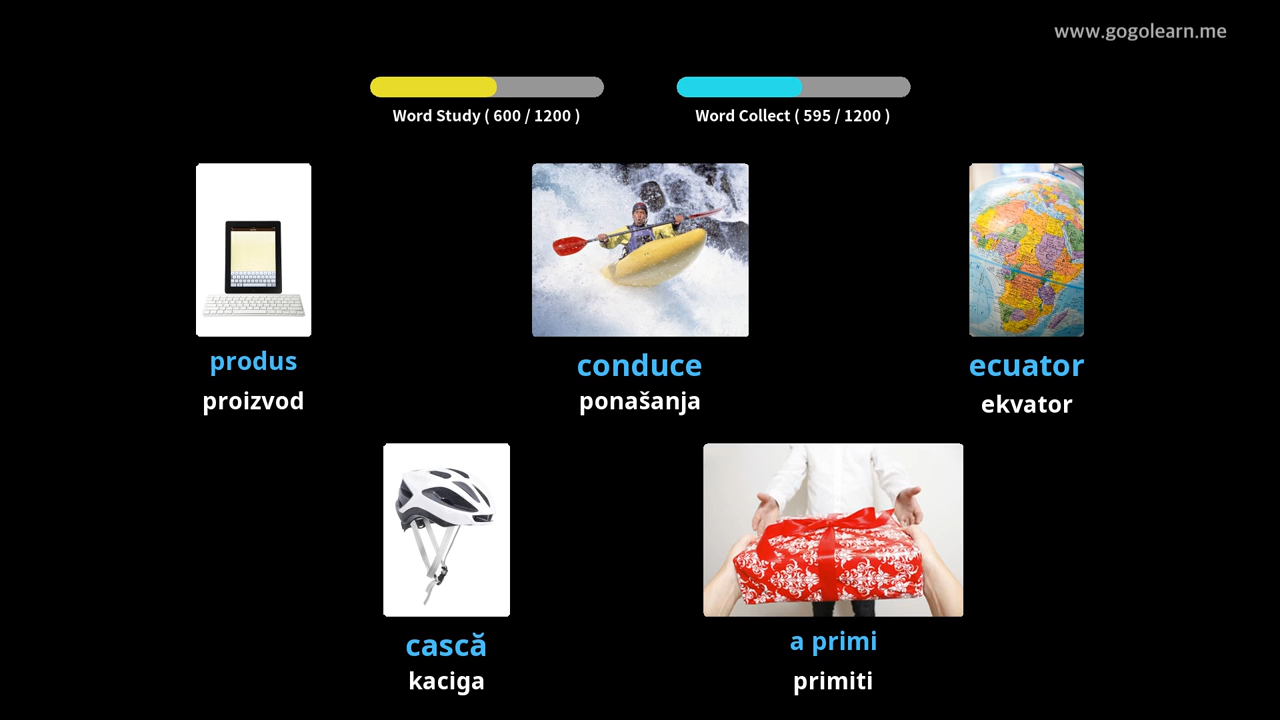 www.gogolearn.me
Word Study ( 600 / 1200 )
Word Collect ( 595 / 1200 )
produs
proizvod
conduce
ponašanja
ecuator
ekvator
cască
kaciga
a primi
primiti